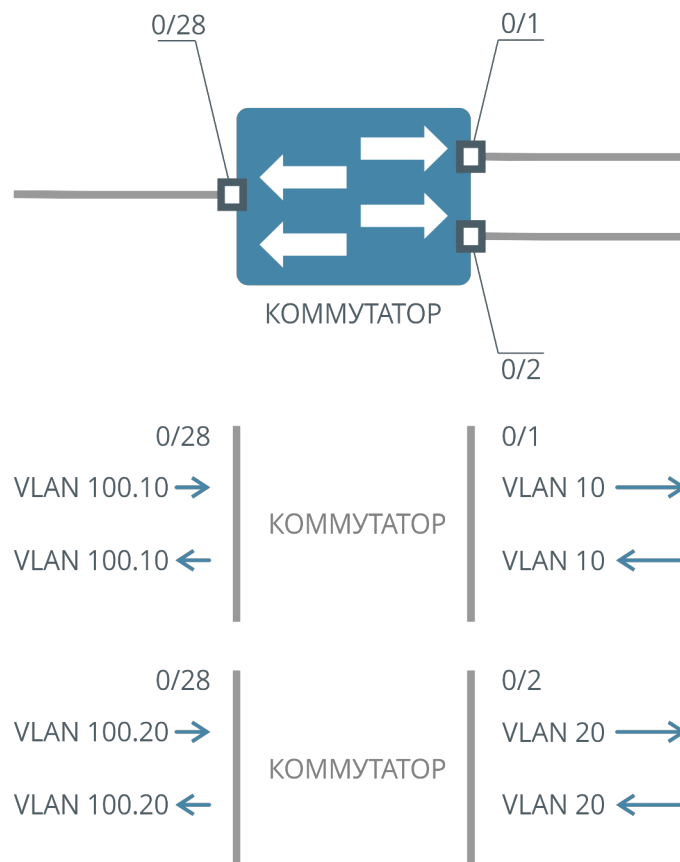 0/28
0/1
КОММУТАТОР
0/2
0/28
0/1
VLAN 100.10
VLAN 10
КОММУТАТОР
VLAN 100.10
VLAN 10
0/28
0/2
VLAN 100.20
VLAN 20
КОММУТАТОР
VLAN 100.20
VLAN 20